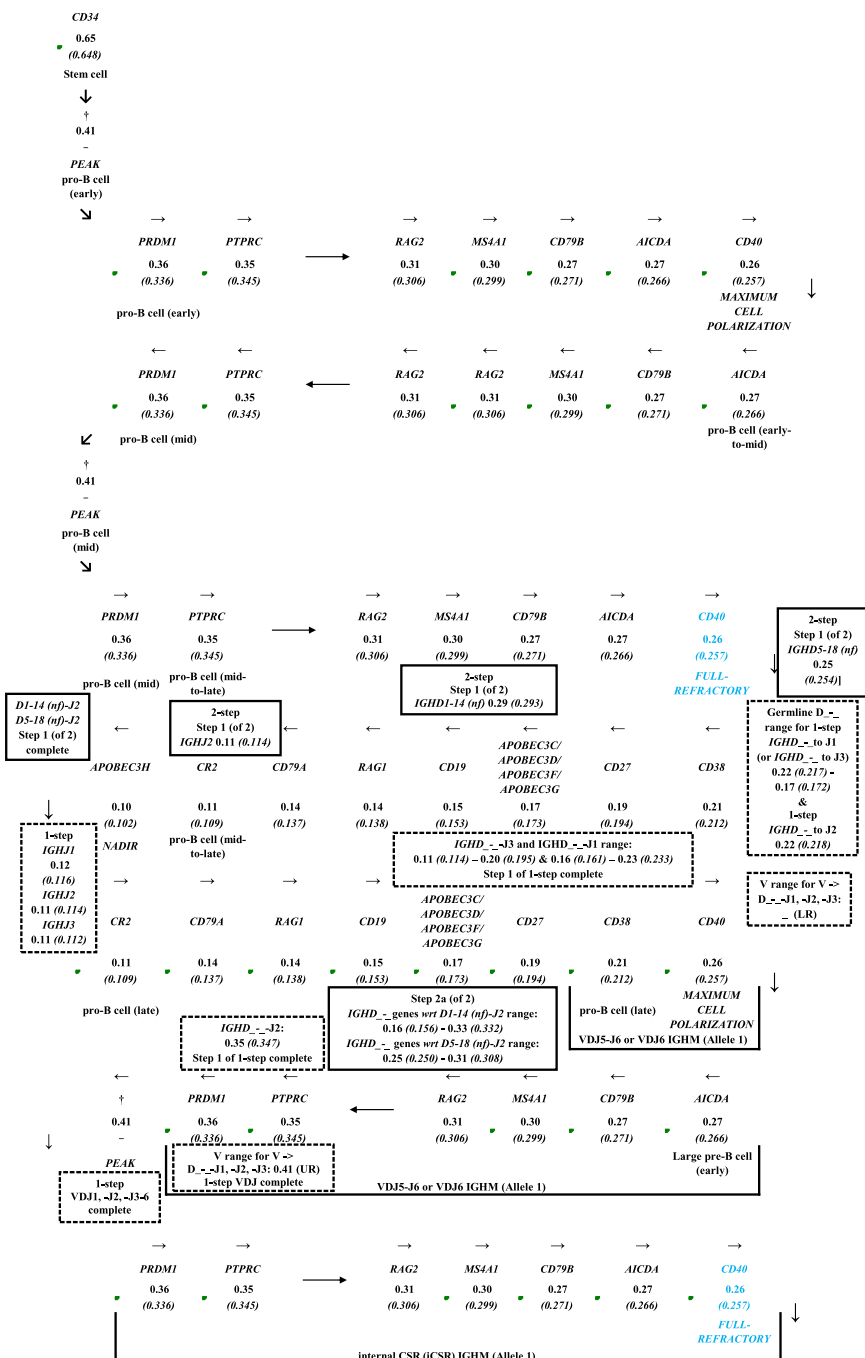 CD34
0.65
(0.648)
Stem cell
↓
†
0.41
–
PEAK
pro-B cell
(early)
↘
→ → → → → → →
PRDM1 PTPRC → RAG2 MS4A1 CD79B AICDA CD40
0.36 0.35 0.31 0.30 0.27 0.27 0.26
(0.336) (0.345) (0.306) (0.299) (0.271) (0.266) (0.257) ↓
MAXIMUM
CELL
POLARIZATION
pro-B cell (early)
← ← ← ← ← ← ←
PRDM1 PTPRC ← RAG2 RAG2 MS4A1 CD79B AICDA
0.36 0.35 0.31 0.31 0.30 0.27 0.27
(0.336) (0.345) (0.306) (0.306) (0.299) (0.271) (0.266)
↙ pro-B cell (mid) pro-B cell (early-
to-mid)
†
0.41
–
PEAK
pro-B cell
(mid)
↘
→ → → → → → →
PRDM1 PTPRC → RAG2 MS4A1 CD79B AICDA CD40
0.36 0.35 0.31 0.30 0.27 0.27 0.26
(0.336) (0.345) (0.306) (0.299) (0.271) (0.266) (0.257) ↓
pro-B cell (mid) pro-B cell (mid-
to-late)
FULL-
REFRACTORY
2-step
Step 1 (of 2)
IGHD5-18 (nf)
0.25
(0.254)]
2-step
Step 1 (of 2)
IGHD1-14 (nf) 0.29 (0.293)
D1-14 (nf)-J2
D5-18 (nf)-J2
Step 1 (of 2)
complete
2-step
Step 1 (of 2)
IGHJ2 0.11 (0.114)
Germline D_-_
range for 1-step
IGHD_-_ to J1
(or IGHD_-_ to J3)
0.22 (0.217) -
0.17 (0.172)
&
1-step
IGHD_-_ to J2
0.22 (0.218)
← ← ← ← ← ← ← ←
APOBEC3H CR2 CD79A RAG1 CD19 APOBEC3C/
APOBEC3D/
APOBEC3F/
APOBEC3G CD27 CD38
0.10 0.11 0.14 0.14 0.15 0.17 0.19 0.21
(0.102) (0.109) (0.137) (0.138) (0.153) (0.173) (0.194) (0.212)
↓ NADIR pro-B cell (mid-
to-late)
1-step
IGHJ1
0.12
(0.116)
IGHJ2
0.11 (0.114)
IGHJ3
0.11 (0.112)
IGHD_-_-J3 and IGHD_-_-J1 range:
0.11 (0.114) – 0.20 (0.195) & 0.16 (0.161) – 0.23 (0.233)
Step 1 of 1-step complete
V range for V ->
D_-_-J1, -J2, -J3:
_ (LR)
→ → → → → → →
CR2 CD79A RAG1 CD19 APOBEC3C/
APOBEC3D/
APOBEC3F/
APOBEC3G CD27 CD38 CD40
0.11 0.14 0.14 0.15 0.17 0.19 0.21 0.26
(0.109) (0.137) (0.138) (0.153) (0.173) (0.194) (0.212) (0.257) ↓
pro-B cell (late) pro-B cell (late) MAXIMUM
CELL
POLARIZATION
VDJ5-J6 or VDJ6 IGHM (Allele 1)
Step 2a (of 2)
IGHD_-_ genes wrt D1-14 (nf)-J2 range:
0.16 (0.156) - 0.33 (0.332)
IGHD_-_ genes wrt D5-18 (nf)-J2 range:
0.25 (0.250) - 0.31 (0.308)
IGHD_-_-J2:
0.35 (0.347)
Step 1 of 1-step complete
← ← ← ← ← ← ←
† PRDM1 PTPRC ← RAG2 MS4A1 CD79B AICDA
0.41 0.36 0.35 0.31 0.30 0.27 0.27
– (0.336) (0.345) (0.306) (0.299) (0.271) (0.266)
↓ PEAK Large pre-B cell
(early)
1-step
VDJ1, -J2, -J3-6
complete
V range for V ->
D_-_-J1, -J2, -J3: 0.41 (UR)
1-step VDJ complete
VDJ5-J6 or VDJ6 IGHM (Allele 1)
→ → → → → → →
PRDM1 PTPRC → RAG2 MS4A1 CD79B AICDA CD40
0.36 0.35 0.31 0.30 0.27 0.27 0.26
(0.336) (0.345) (0.306) (0.299) (0.271) (0.266) (0.257) ↓
FULL-
REFRACTORY
internal CSR (iCSR) IGHM (Allele 1)